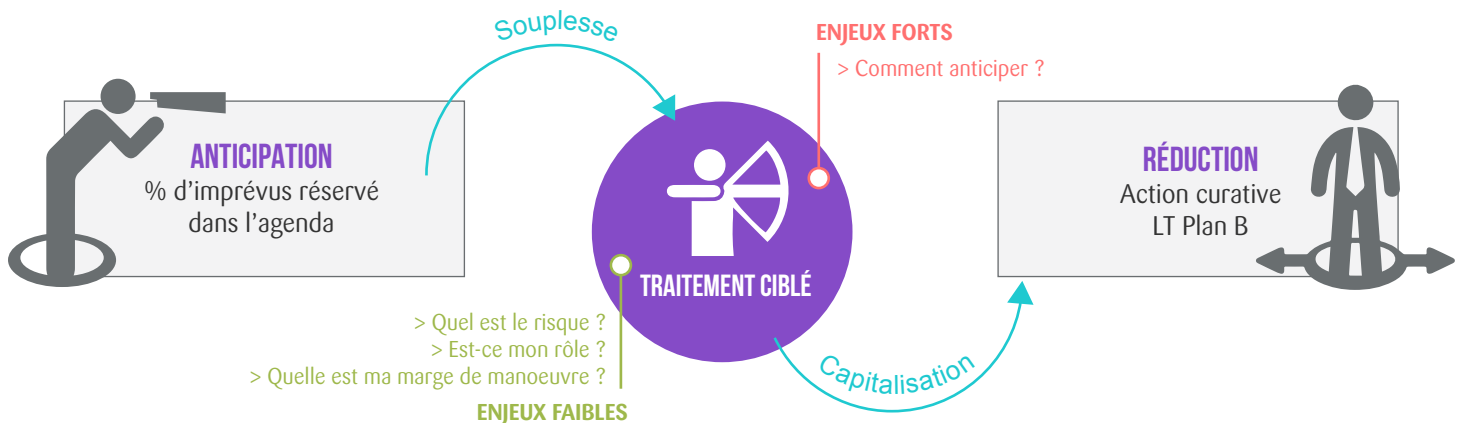 Souplesse
ANTICIPATION
% d'imprévus réservé
dans l'agenda
ENJEUX FORTS
> Comment anticiper ?
TRAITEMENT CIBLÉ
> Quel est le risque ?
> Est-ce mon rôle ?
> Quelle est ma marge de manoeuvre ?
ENJEUX FAIBLES
Capitalisation
RÉDUCTION
Action curative
LT Plan B